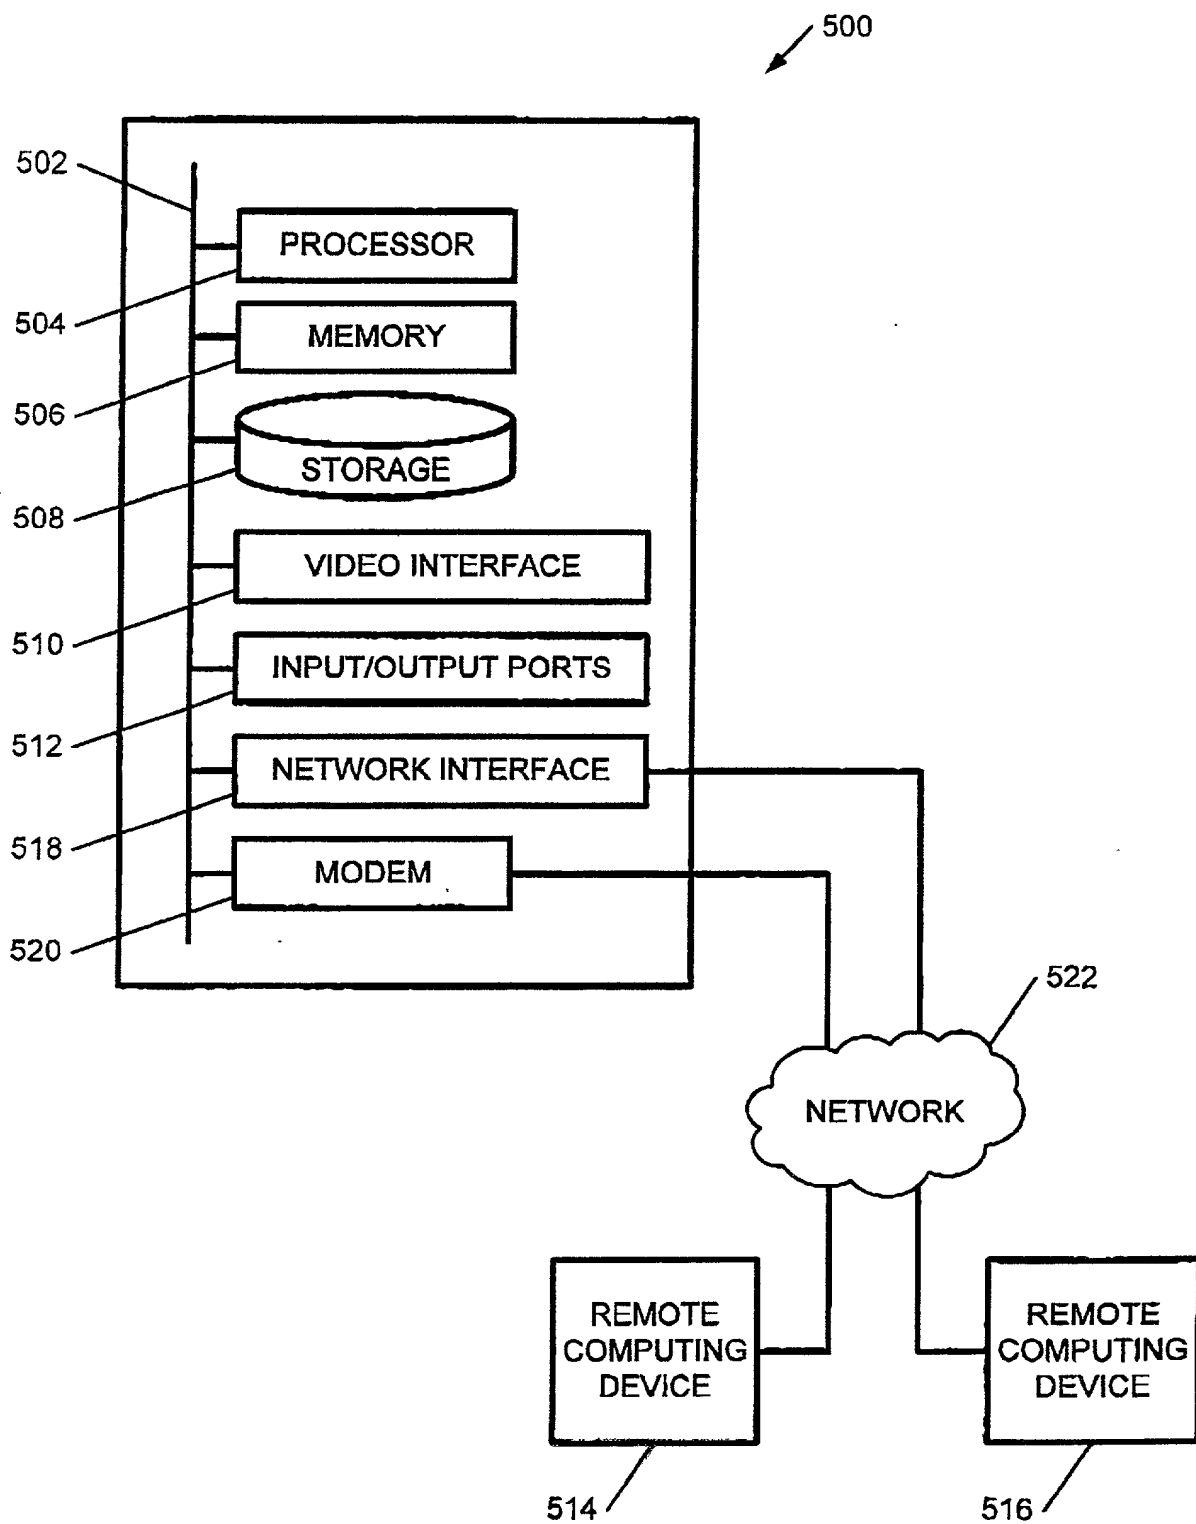 500
502
PROCESSOR
504
MEMORY
506
STORAGE
508
VIDEO INTERFACE
510
INPUT/OUTPUT PORTS
512
NETWORK INTERFACE
518
MODEM
520
522
NETWORK
REMOTE
COMPUTING
DEVICE
REMOTE
COMPUTING
DEVICE
514
516